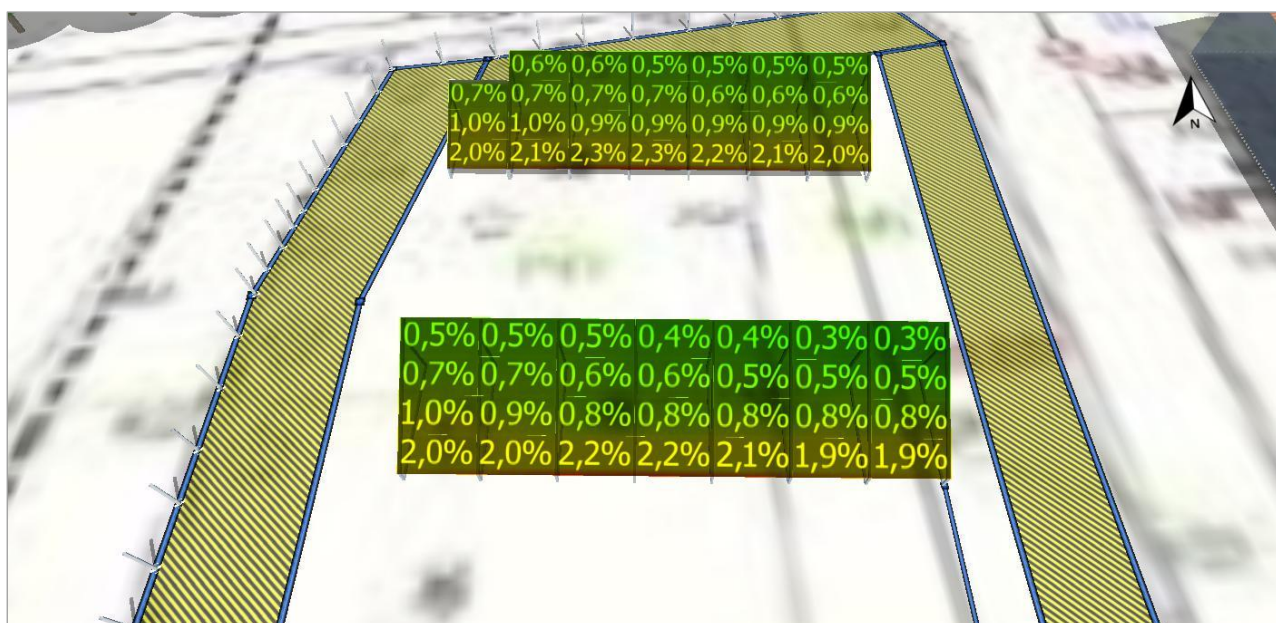 0,6% 0,6% 0,5% 0,5% 0,5% 0,5%
0,7% 0,7% 0,7% 0,7% 0,6% 0,6% 0,6%
1,0% 1,0% 0,9% 0,9% 0,9% 0,9% 0,9%
2,0% 2,1% 2,3% 2,3% 2,2% 2,1% 2,0%
N
0,5% 0,5% 0,5% 0,4% 0,4% 0,3% 0,3%
0,7% 0,7% 0,6% 0,6% 0,5% 0,5% 0,5%
1,0% 0,9% 0,8% 0,8% 0,8% 0,8% 0,8%
2,0% 2,0% 2,2% 2,2% 2,1% 1,9% 1,9%